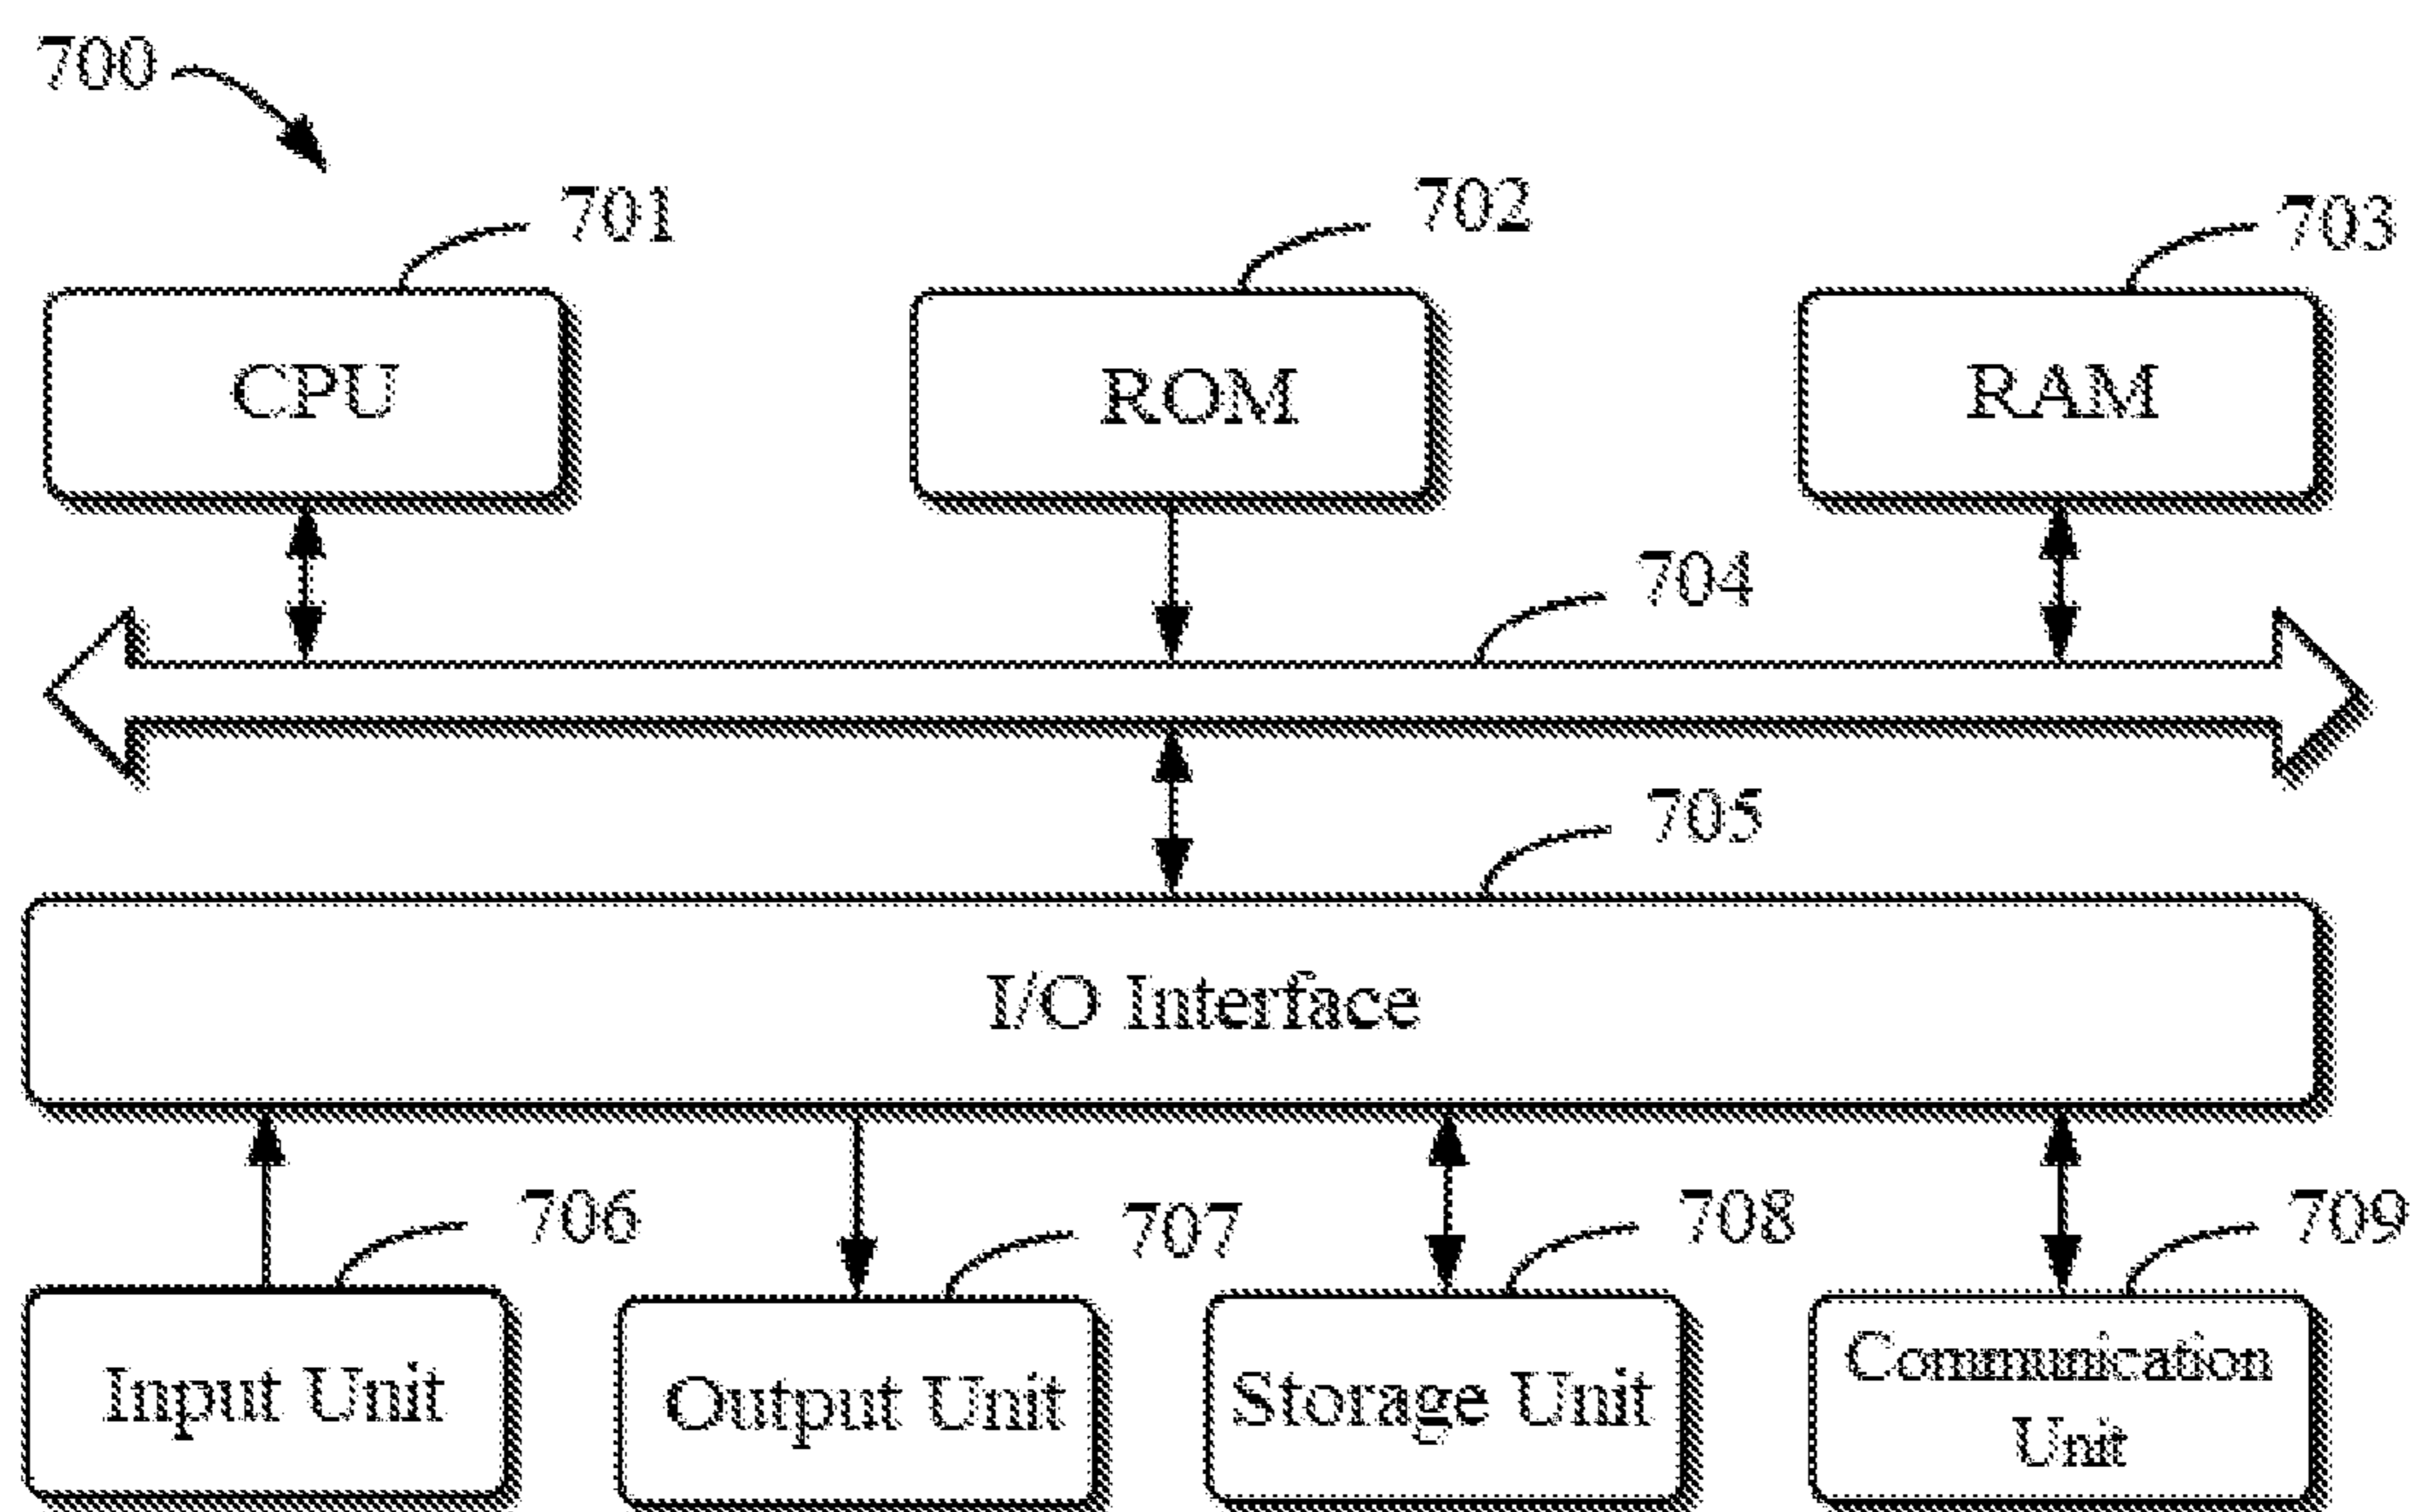 700
701
702
703
CPU
ROM
RAM
704
705
I/O Interface
706
707
708
709
Input Unit
Output Unit
Storage Unit
Communication
Unit